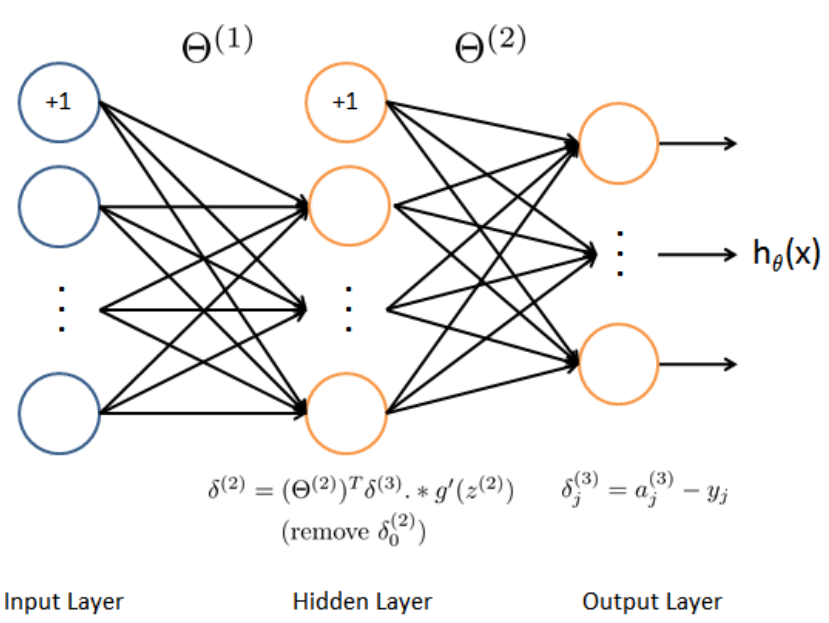 Θ^(1) Θ^(2)
+1 +1
h_θ(x)
δ^(2) = (Θ^(2))^T δ^(3). * g′(z^(2)) δ_j^(3) = a_j^(3) − y_j
(remove δ_0^(2))
Input Layer Hidden Layer Output Layer